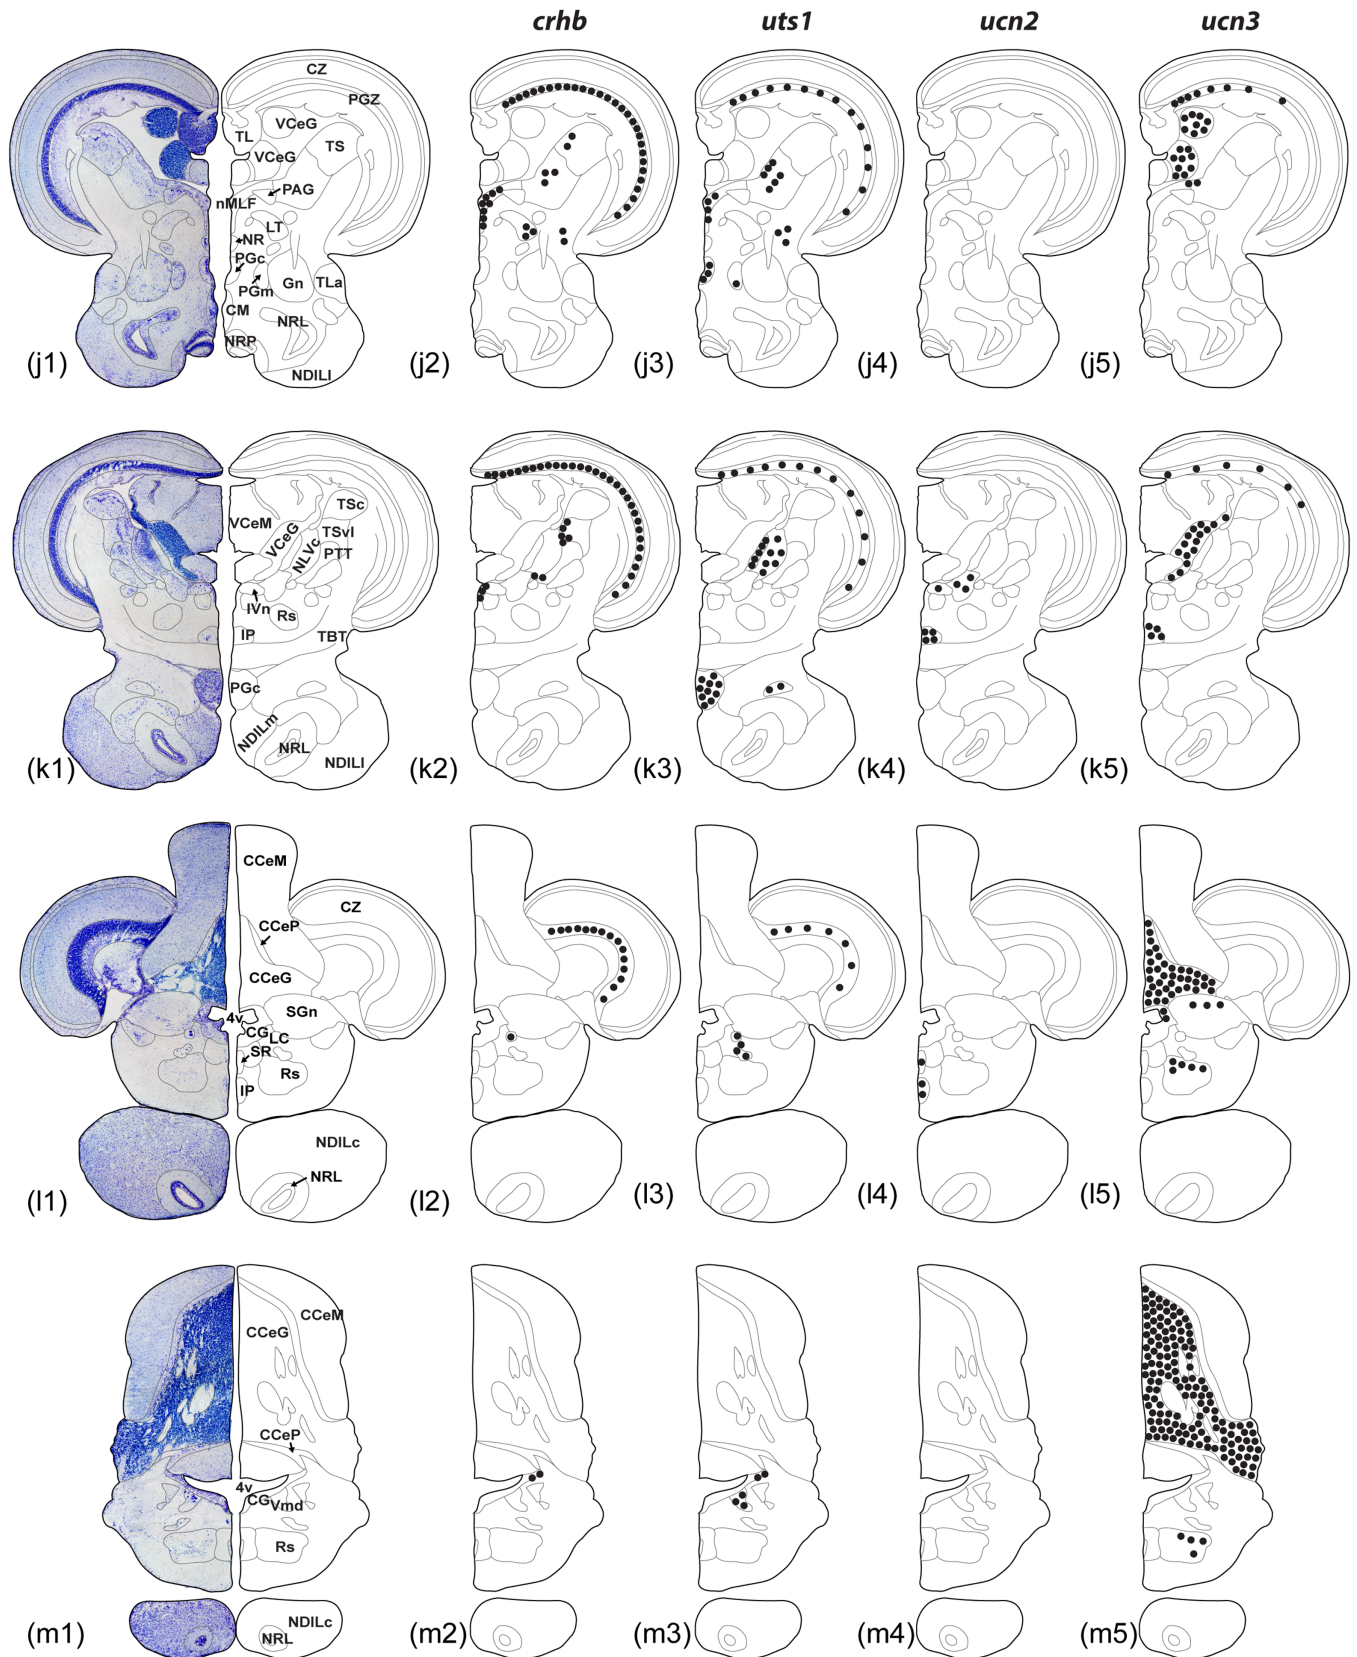 crhb uts1 ucn2 ucn3
CZ
PGZ
VCeG
TL
TS
VCeG
PAG
nMLF
LT
NR
PGc
PGm
Gn
TLa
CM
NRL
NRP
NDILl
(j1) (j2) (j3) (j4) (j5)
TSc
VCeM
VCeG
TSvl
NLVc
PTT
IVn
Rs
IP
TBT
PGc
NDILm
NRL
NDILl
(k1) (k2) (k3) (k4) (k5)
CCeM
CZ
CCeP
CCeG
SGn
4v
CG
LC
SR
Rs
IP
NDILc
NRL
(l1) (l2) (l3) (l4) (l5)
CCeM
CCeG
CCeP
4v
CG
Vmd
Rs
NDILc
NRL
(m1) (m2) (m3) (m4) (m5)